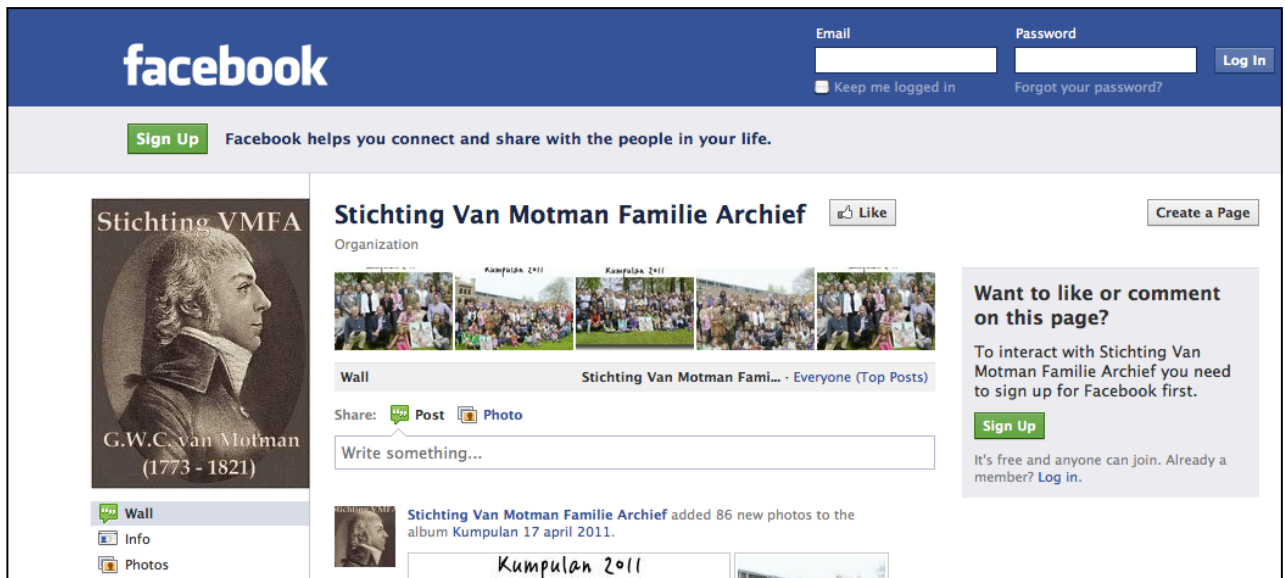 facebook
Email
Password
Log In
Keep me logged in
Forgot your password?
Sign Up
Facebook helps you connect and share with the people in your life.
Stichting VMFA
G.W.C. van Motman
(1773 - 1821)
Wall
Info
Photos
Stichting Van Motman Familie Archief
Like
Create a Page
Organization
Kumpulan 2011
Kumpulan 2011
Wall
Stichting Van Motman Fami... · Everyone (Top Posts)
Share: Post Photo
Write something...
Stichting VMFA
Stichting Van Motman Familie Archief added 86 new photos to the
album Kumpulan 17 april 2011.
Kumpulan 2011
Want to like or comment
on this page?
To interact with Stichting Van
Motman Familie Archief you need
to sign up for Facebook first.
Sign Up
It's free and anyone can join. Already a
member? Log in.